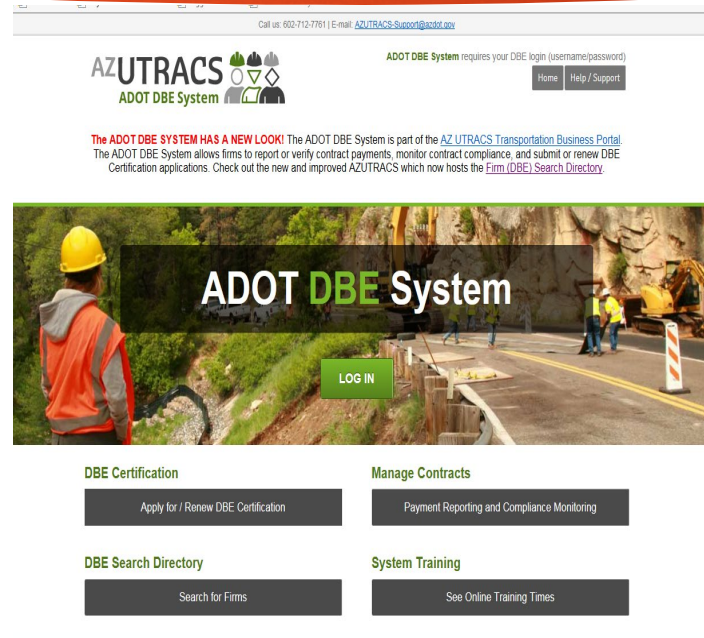 Call us: 602-712-7761 | E-mail: AZUTRACS-Support@azdot.gov
AZUTRACS
ADOT DBE System
ADOT DBE System requires your DBE login (username/password)
Home Help / Support
The ADOT DBE SYSTEM HAS A NEW LOOK! The ADOT DBE System is part of the AZ UTRACS Transportation Business Portal.
The ADOT DBE System allows firms to report or verify contract payments, monitor contract compliance, and submit or renew DBE
Certification applications. Check out the new and improved AZUTRACS which now hosts the Firm (DBE) Search Directory.
ADOT DBE System
LOG IN
DBE Certification
Apply for / Renew DBE Certification
Manage Contracts
Payment Reporting and Compliance Monitoring
DBE Search Directory
Search for Firms
System Training
See Online Training Times